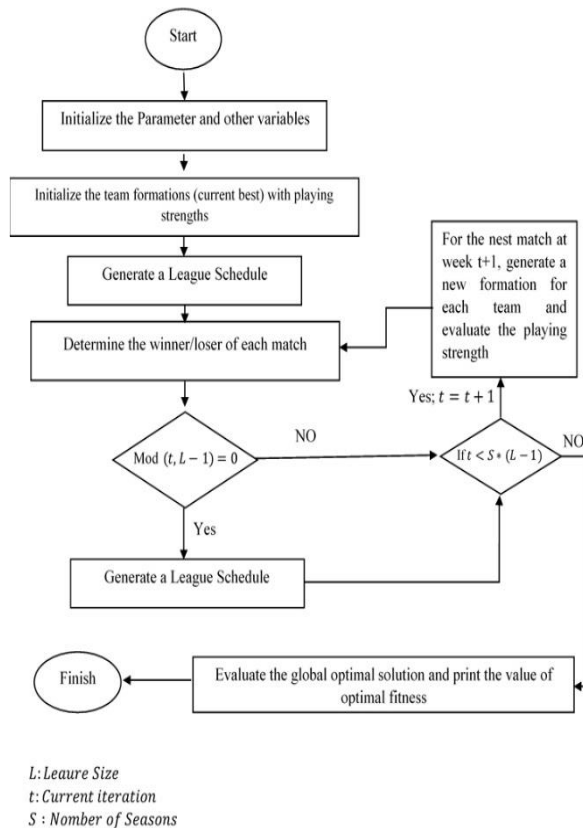 Start
Initialize the Parameter and other variables
Initialize the team formations (current best) with playing
strengths
Generate a League Schedule
Determine the winner/loser of each match
For the nest match at
week t+1, generate a
new formation for
each team and
evaluate the playing
strength
Yes; t = t + 1
Mod (t, L − 1) = 0
NO
If t < S * (L − 1)
NO
Yes
Generate a League Schedule
Evaluate the global optimal solution and print the value of
optimal fitness
Finish
L: Leaure Size
t: Current iteration
S : Nomber of Seasons